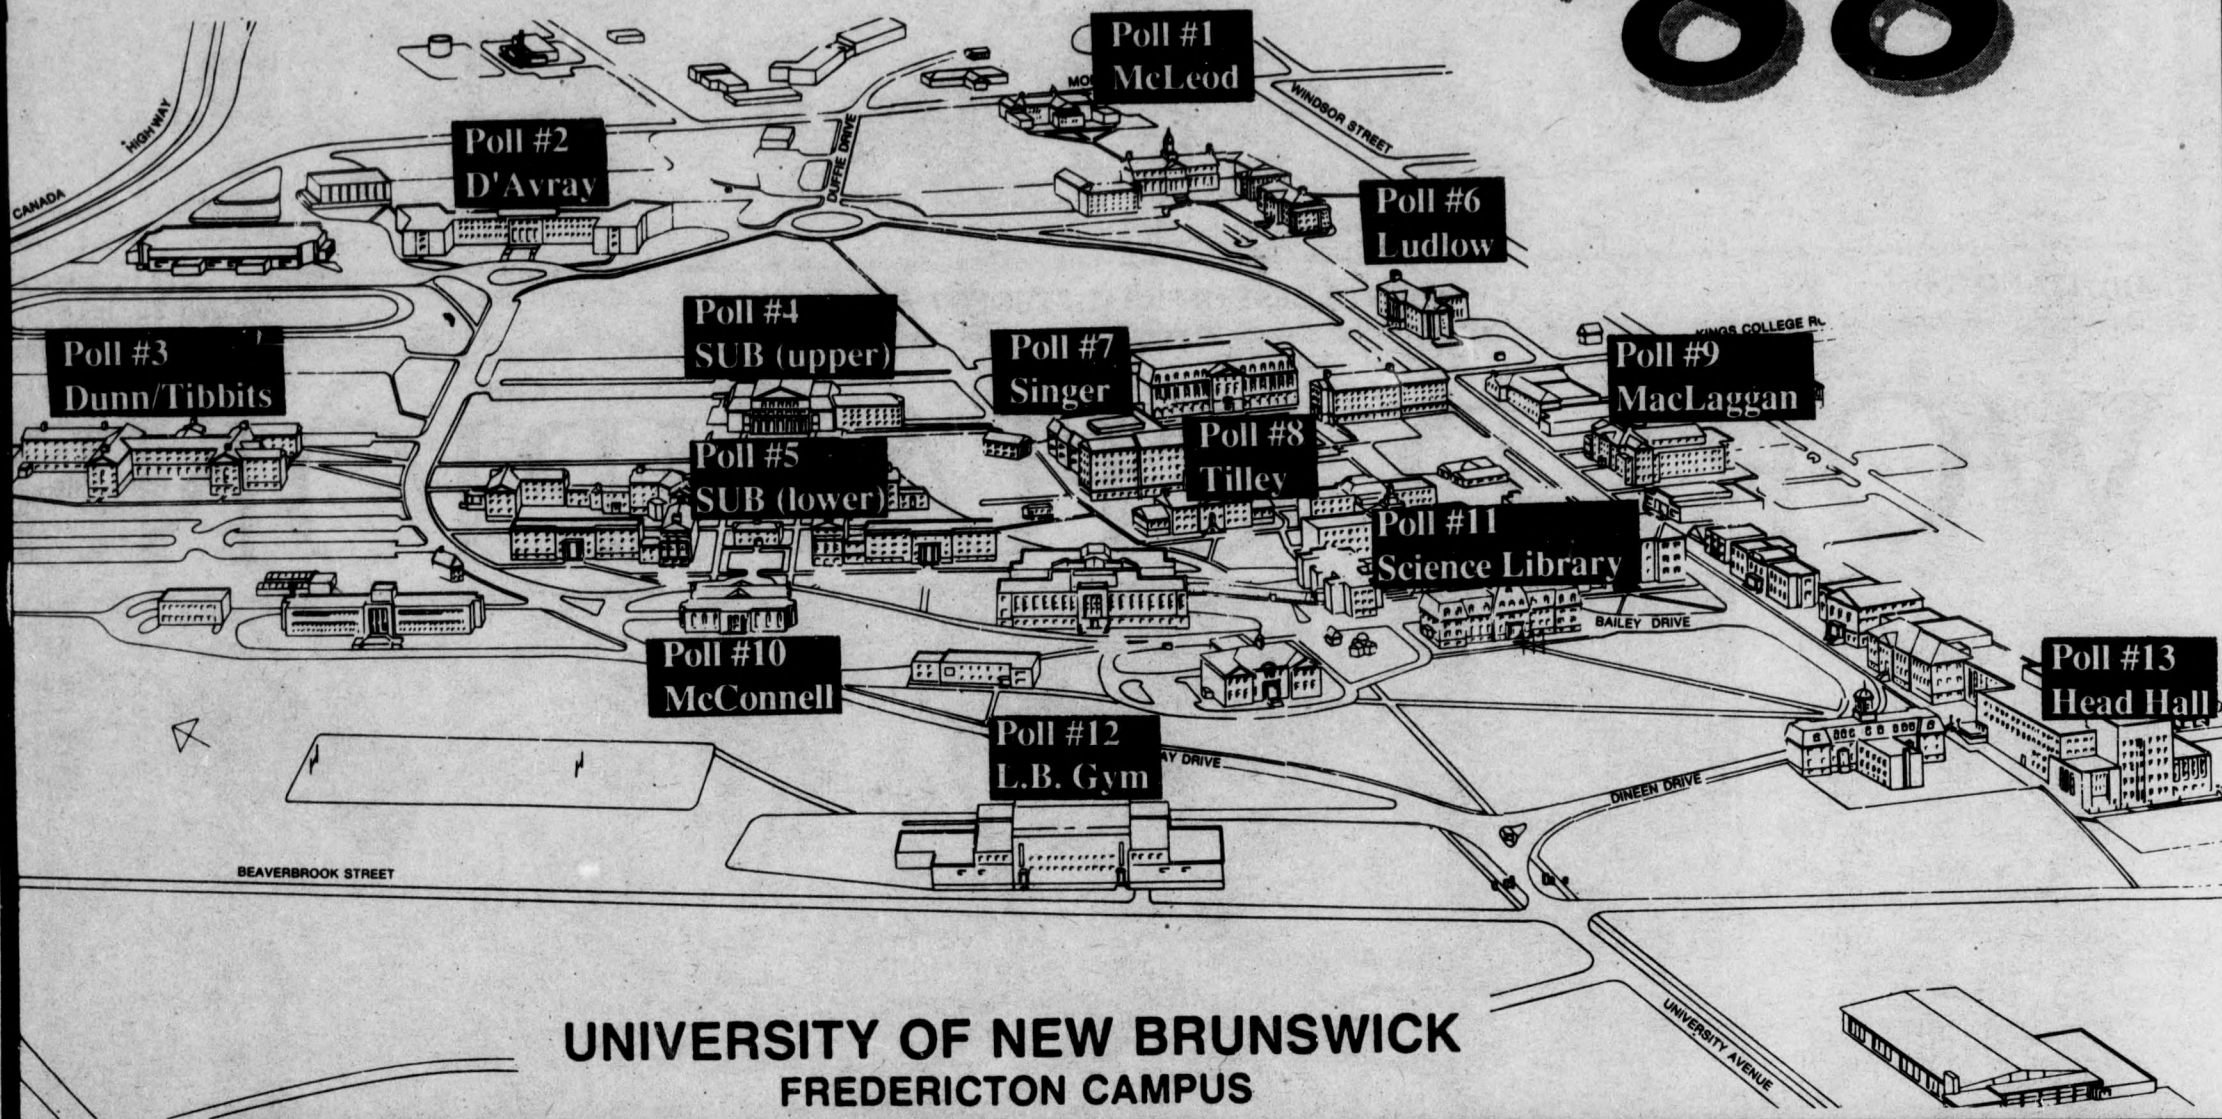 88
Poll #1
McLeod
WINDSOR STREET
HIGHWAY
CANADA
Poll #2
D'Avray
DUFFIE DRIVE
Poll #6
Ludlow
Poll #3
Dunn/Tibbits
Poll #4
SUB (upper)
Poll #7
Singer
KINGS COLLEGE
Poll #9
MacLaggan
Poll #5
SUB (lower)
Poll #8
Tilley
Poll #11
Science Library
BAILEY DRIVE
Poll #10
McConnell
Poll #13
Head Hall
Poll #12
L.B. Gym
DRIVE
DINEEN DRIVE
BEAVERBROOK STREET
UNIVERSITY AVENUE
UNIVERSITY OF NEW BRUNSWICK
FREDERICTON CAMPUS